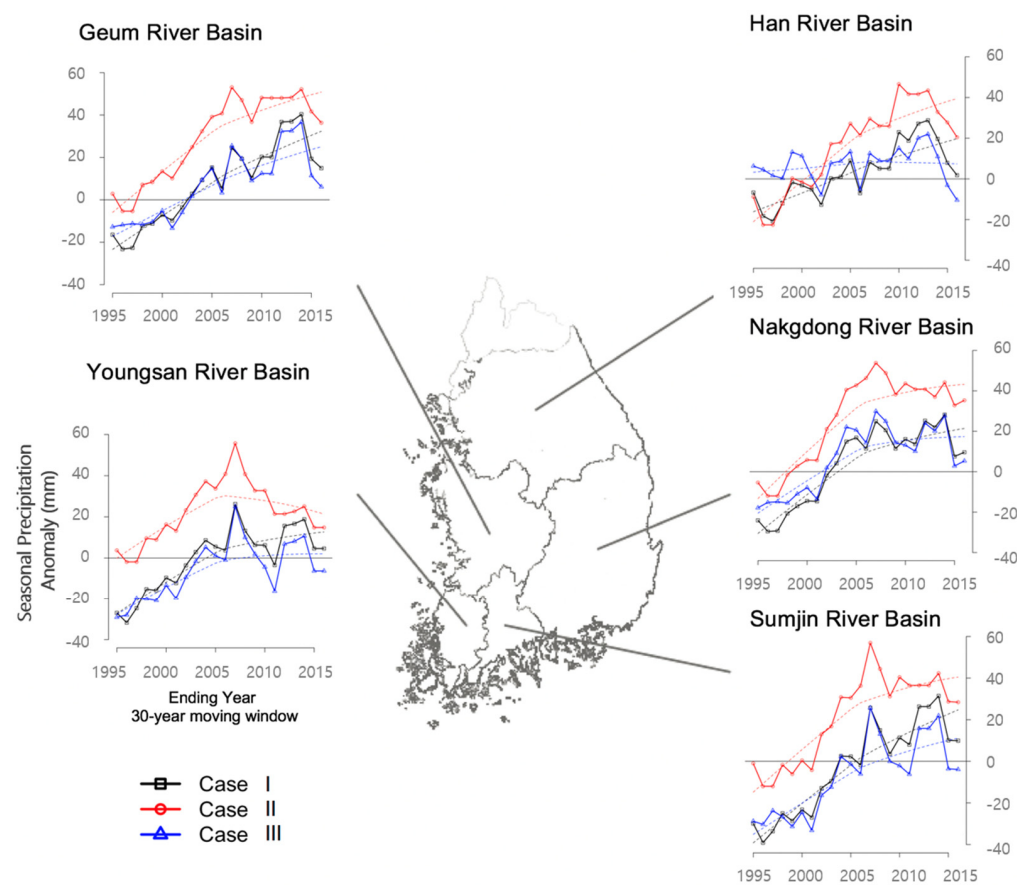 Geum River Basin
60
40
20
0
-20
-40
1995 2000 2005 2010 2015
Han River Basin
60
40
20
0
-20
-40
1995 2000 2005 2010 2015
Youngsan River Basin
Seasonal Precipitation
Anomaly (mm)
60
40
20
0
-20
-40
1995 2000 2005 2010 2015
Ending Year
30-year moving window
Nakgdong River Basin
60
40
20
0
-20
-40
1995 2000 2005 2010 2015
Sumjin River Basin
60
40
20
0
-20
-40
1995 2000 2005 2010 2015
Case I
Case II
Case III